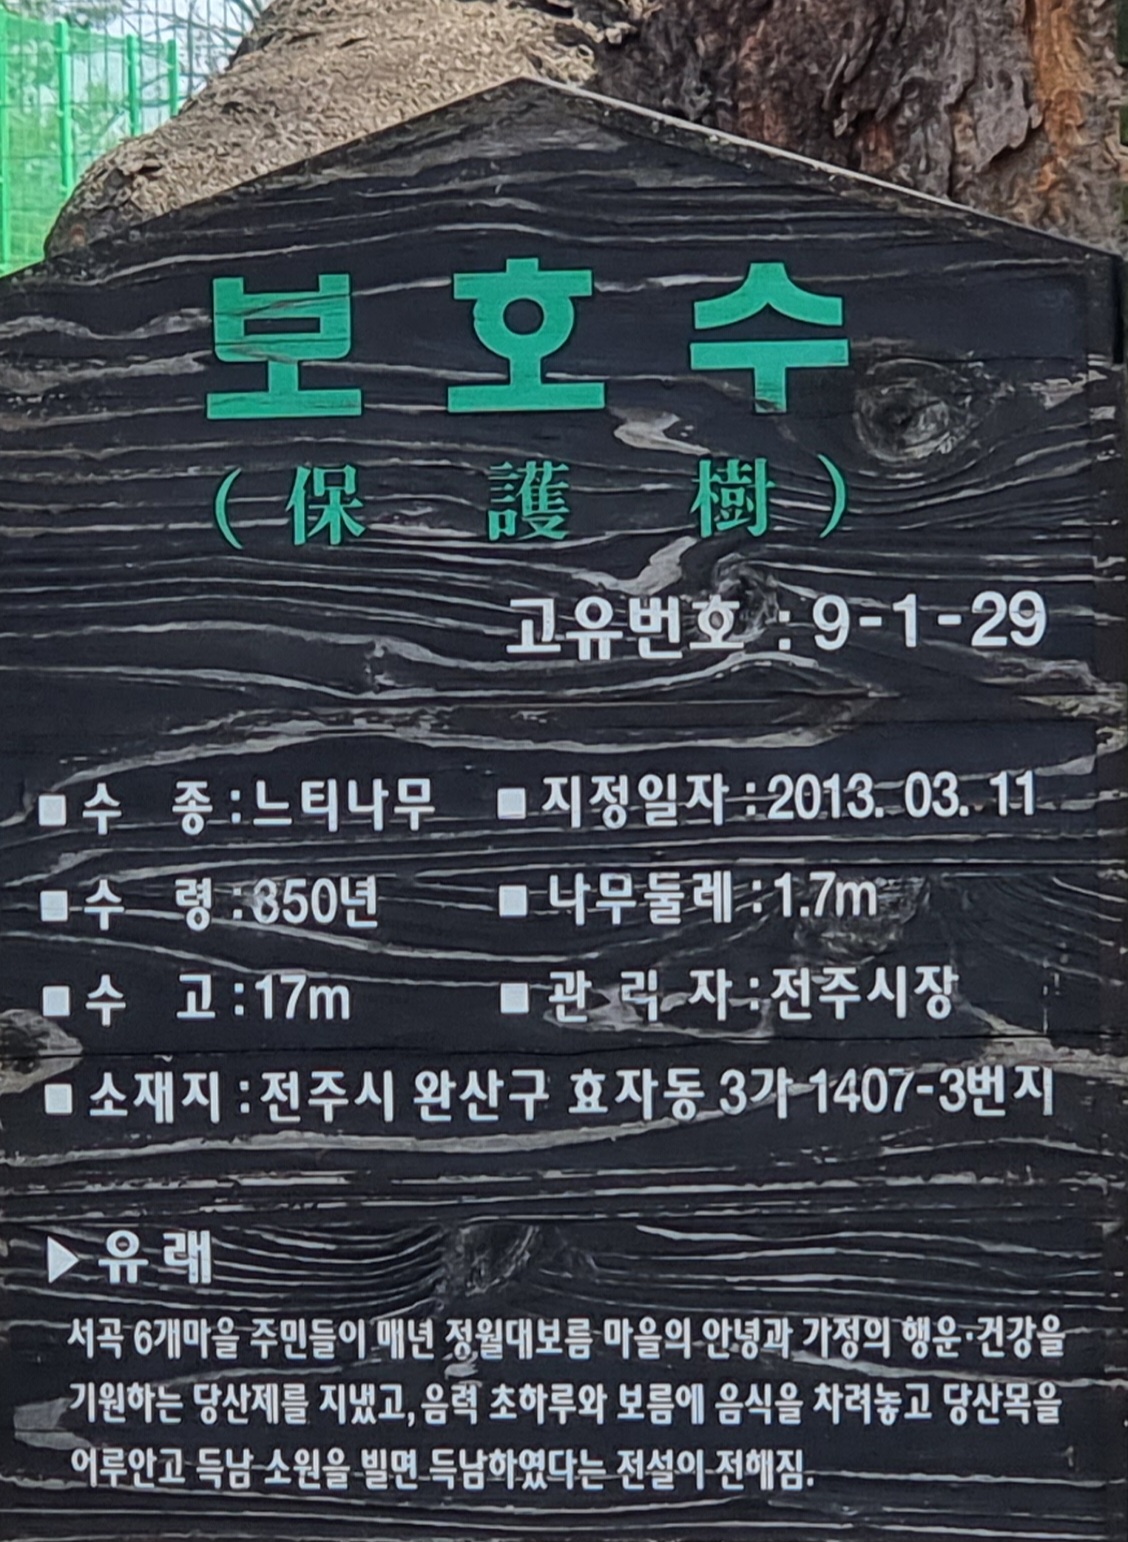 보호수
(保護樹)
고유번호 : 9-1-29
■ 수 종 : 느티나무 ■ 지정일자 : 2013. 03. 11
■ 수 령 : 년 ■ 나무둘레 : 1.7m
■ 수 고 : 17m ■ 관 리 자 : 전주시장
■ 소재지 : 전주시 완산구 효자동 3가 1407-3번지
▶ 유 래
서곡 6개마을 주민들이 매년 정월대보름 마을의 안녕과 가정의 행운·건강을
기원하는 당산제를 지냈고, 음력 초하루와 보름에 음식을 차려놓고 당산목을
어루안고 득남 소원을 빌면 득남하였다는 전설이 전해짐.